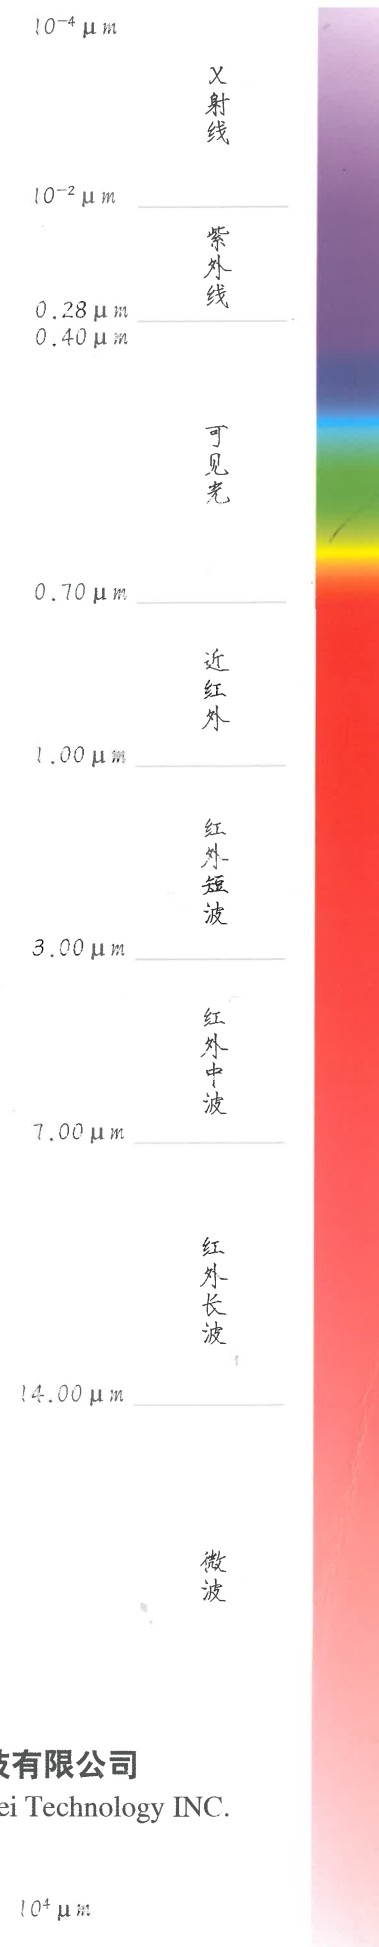 10⁻⁴ μm
X射线
10⁻² μm
紫外线
0.28 μm
0.40 μm
可见光
0.70 μm
近红外
1.00 μm
红外短波
3.00 μm
红外中波
7.00 μm
红外长波
14.00 μm
微波
技有限公司
ei Technology INC.
10⁴ μm